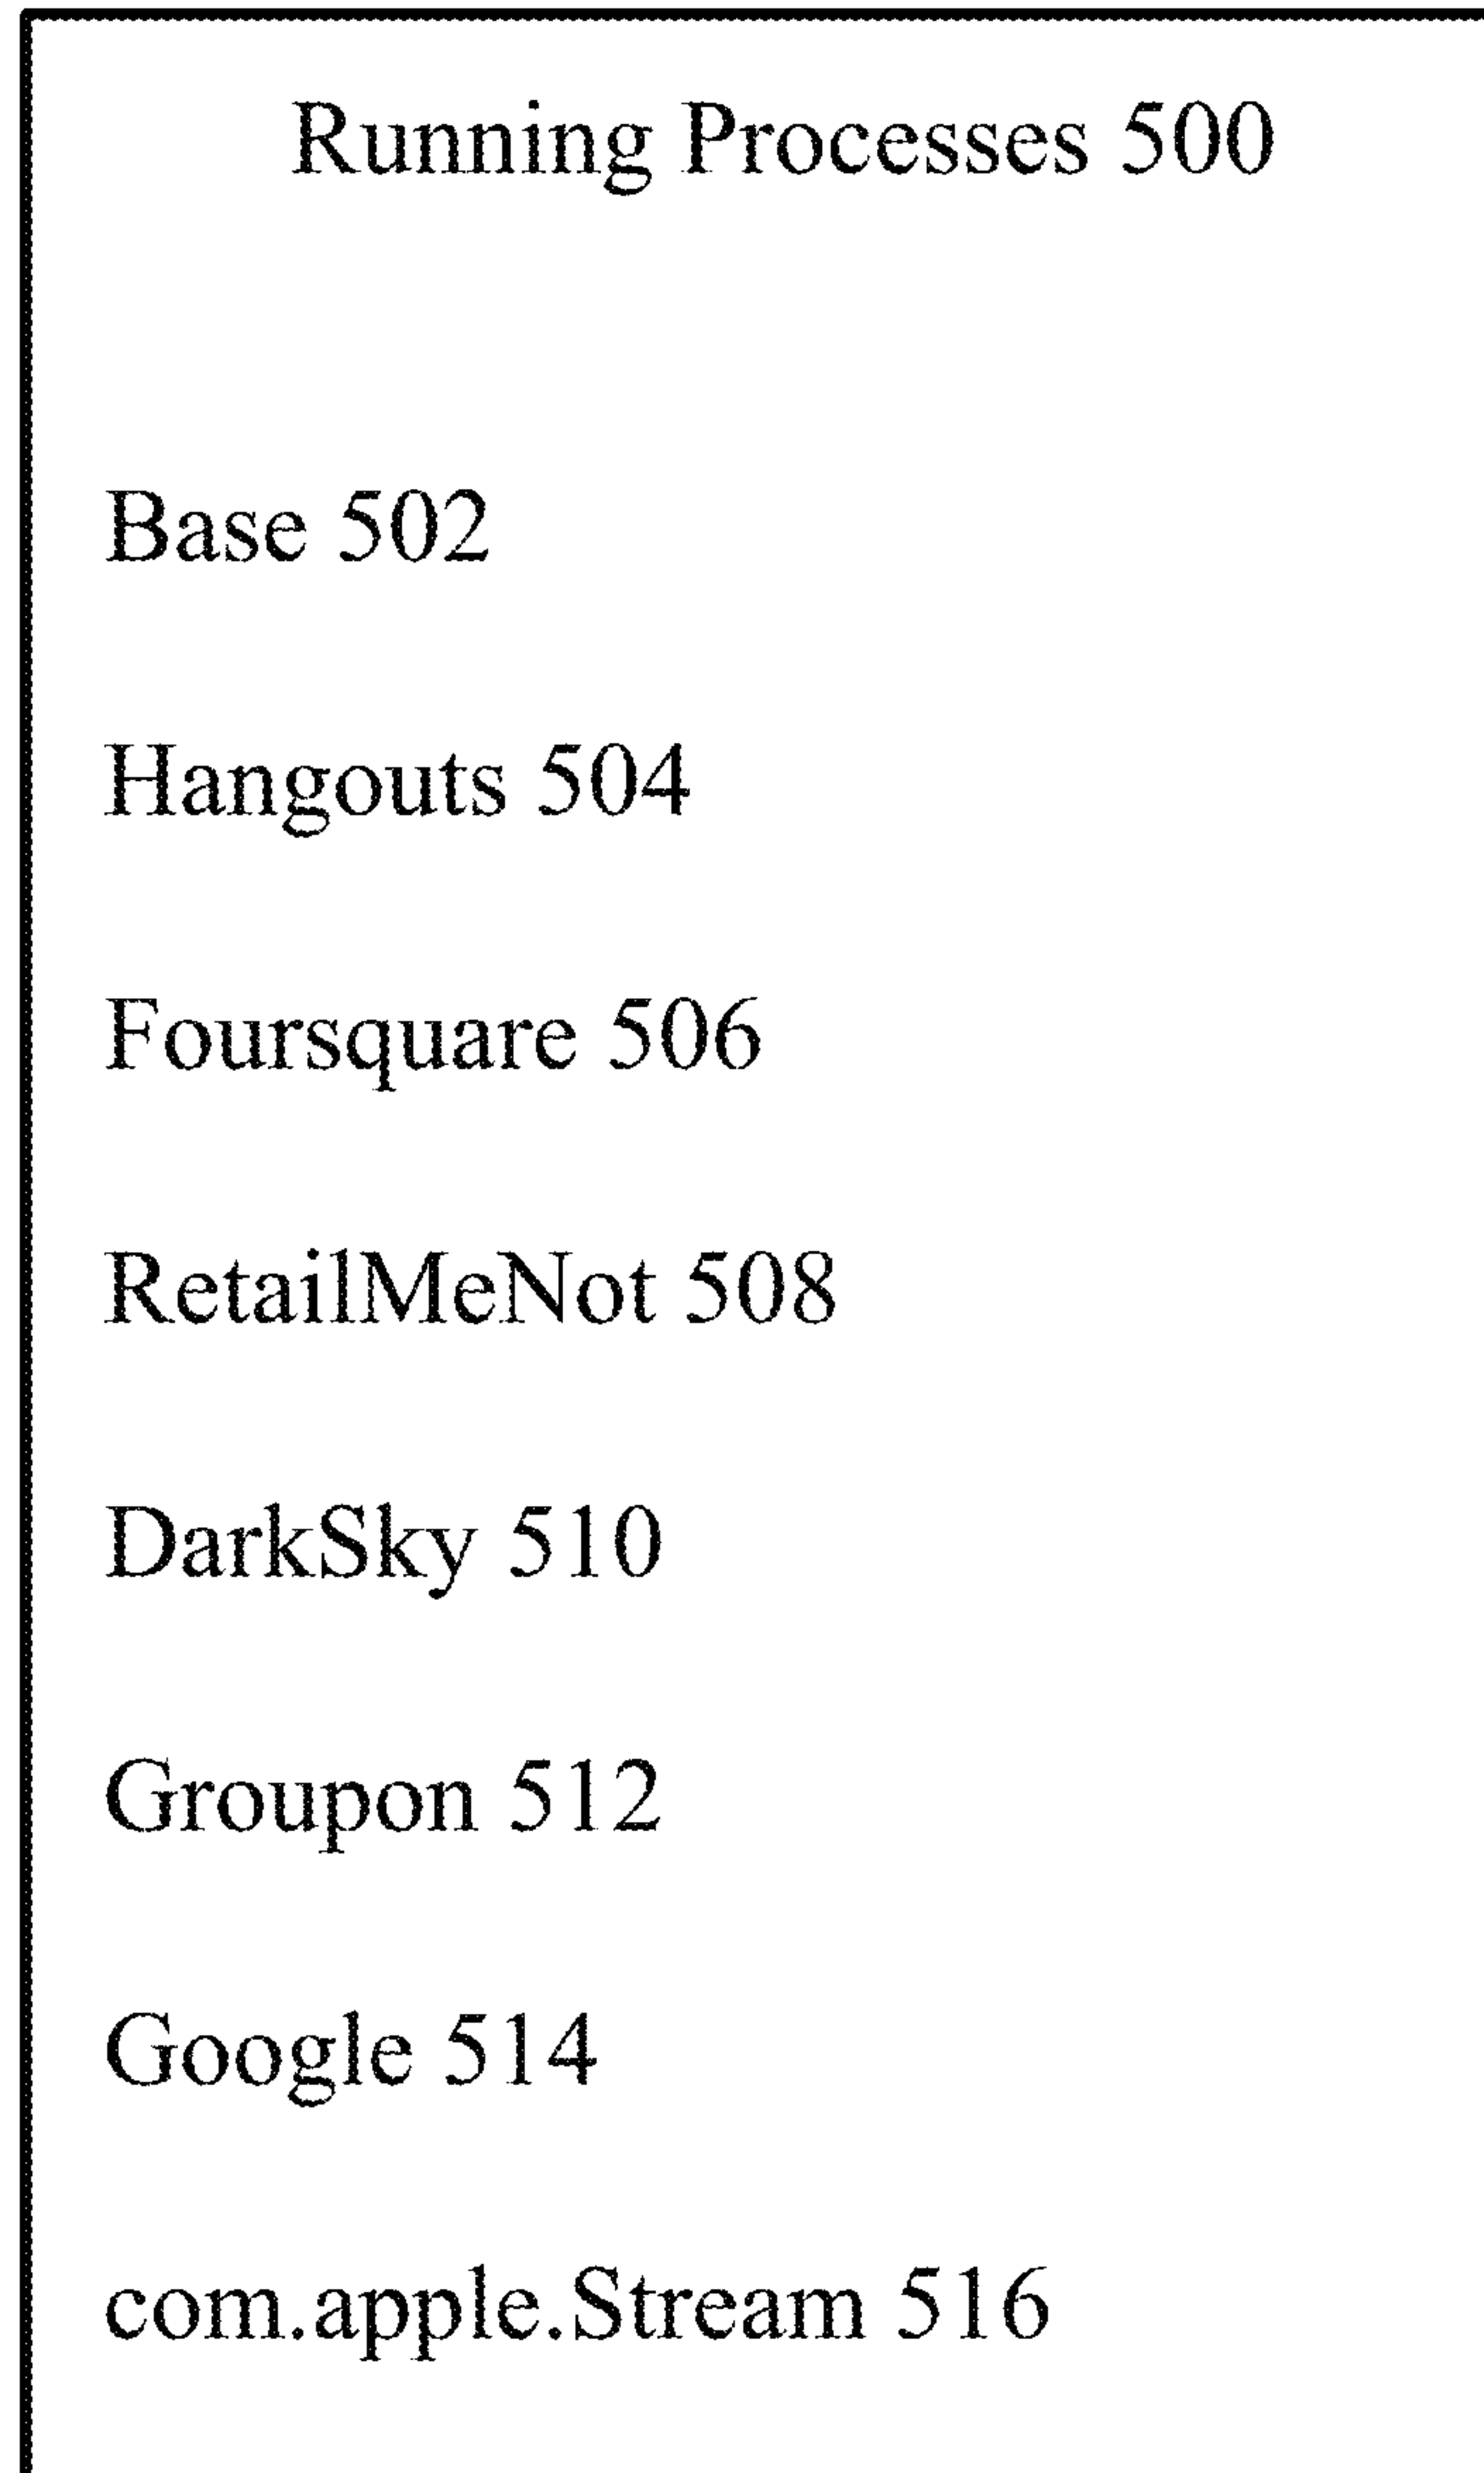 Running Processes 500
Base 502
Hangouts 504
Foursquare 506
RetailMeNot 508
DarkSky 510
Groupon 512
Google 514
com.apple.Stream 516